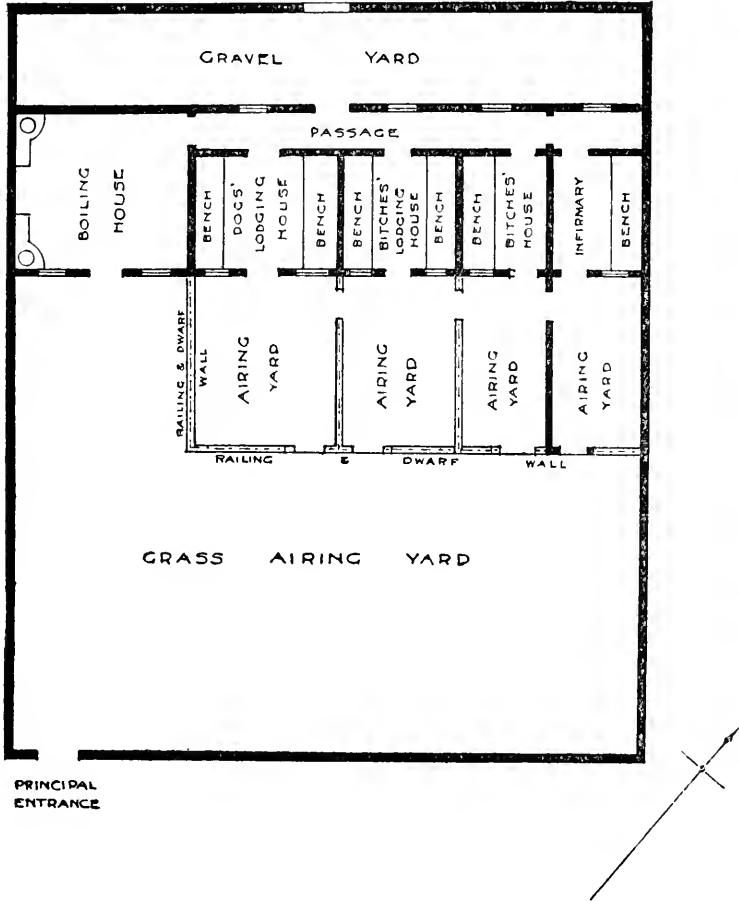 GRAVEL YARD
PASSAGE
BOILING
HOUSE
BENCH
DOGS'
LODGING
HOUSE
BENCH
BENCH
BITCHES'
LODGING
HOUSE
BENCH
BENCH
BITCHES'
HOUSE
INFIRMARY
BENCH
RAILING & DWARF
WALL
AIRING
YARD
AIRING
YARD
AIRING
YARD
AIRING
YARD
RAILING & DWARF WALL
GRASS AIRING YARD
PRINCIPAL
ENTRANCE